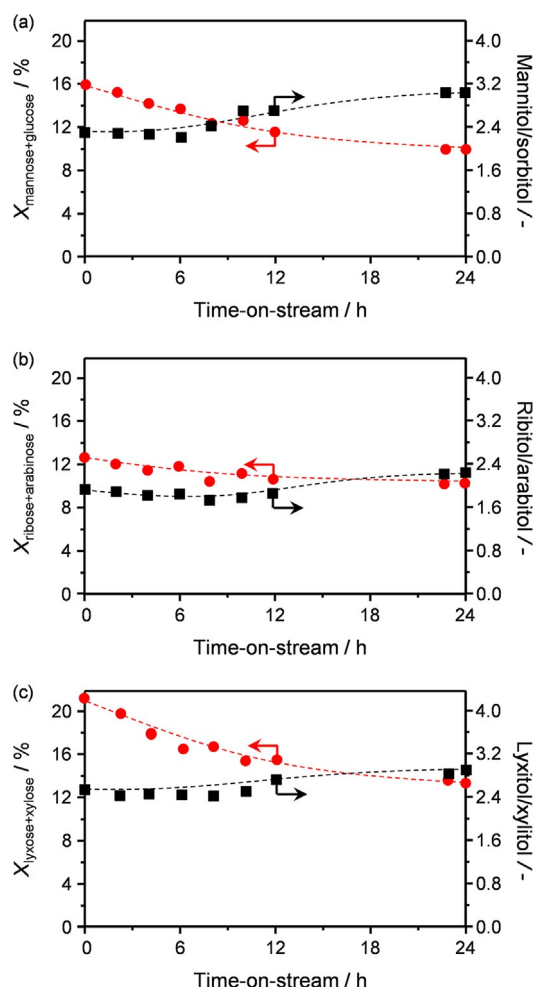 (a)
20
16
12
8
4
0
X mannose+glucose / %
4.0
3.2
2.4
1.6
0.8
0.0
Mannitol/sorbitol / -
0 6 12 18 24
Time-on-stream / h
(b)
20
16
12
8
4
0
X ribose+arabinose / %
4.0
3.2
2.4
1.6
0.8
0.0
Ribitol/arabitol / -
0 6 12 18 24
Time-on-stream / h
(c)
20
16
12
8
4
0
X lyxose+xylose / %
4.0
3.2
2.4
1.6
0.8
0.0
Lyxitol/xylitol / -
0 6 12 18 24
Time-on-stream / h